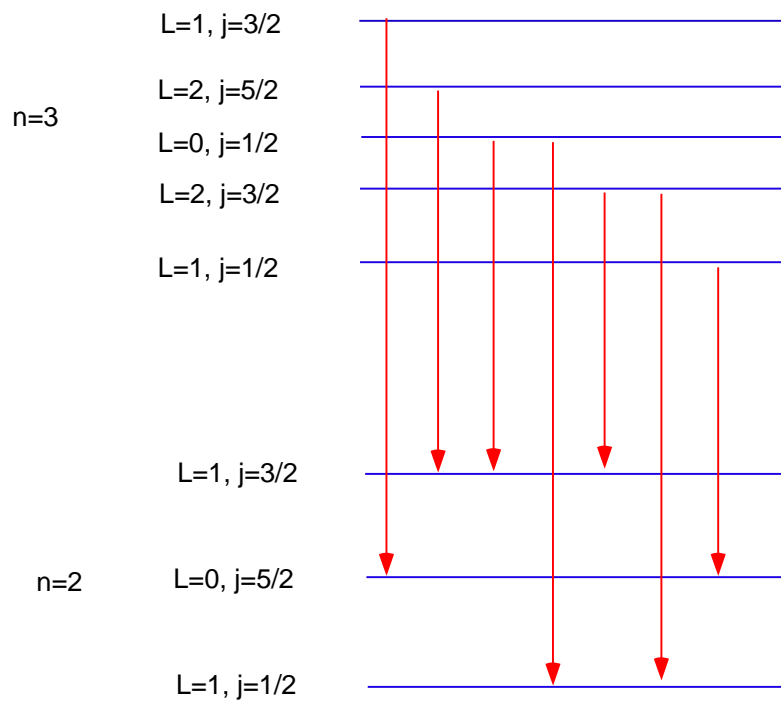 L=1, j=3/2
L=2, j=5/2
n=3
L=0, j=1/2
L=2, j=3/2
L=1, j=1/2
L=1, j=3/2
n=2
L=0, j=5/2
L=1, j=1/2